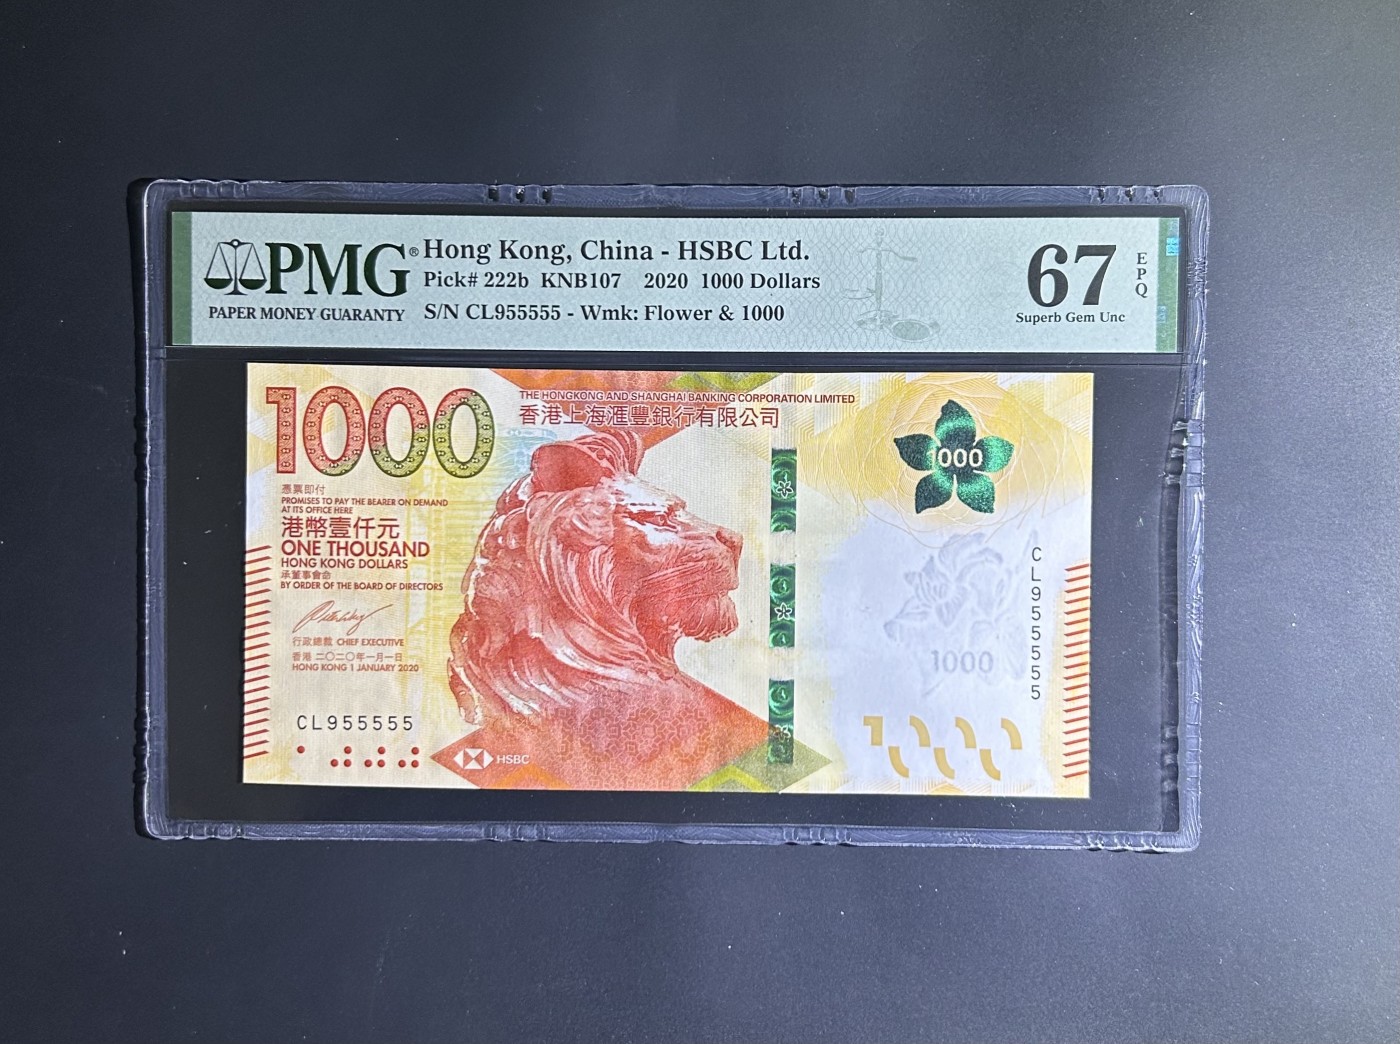 PMG®
PAPER MONEY GUARANTY
Hong Kong, China - HSBC Ltd.
Pick# 222b KNB107 2020 1000 Dollars
S/N CL955555 - Wmk: Flower & 1000
67
EPQ
Superb Gem Unc
1000
THE HONGKONG AND SHANGHAI BANKING CORPORATION LIMITED
香港上海滙豐銀行有限公司
1000
憑票即付
PROMISES TO PAY THE BEARER ON DEMAND
AT ITS OFFICE HERE
港幣壹仟元
ONE THOUSAND
HONG KONG DOLLARS
承董事會命
BY ORDER OF THE BOARD OF DIRECTORS
行政總裁 CHIEF EXECUTIVE
香港 二〇二〇年一月一日
HONG KONG 1 JANUARY 2020
CL955555
HSBC
1000
CL955555
1000